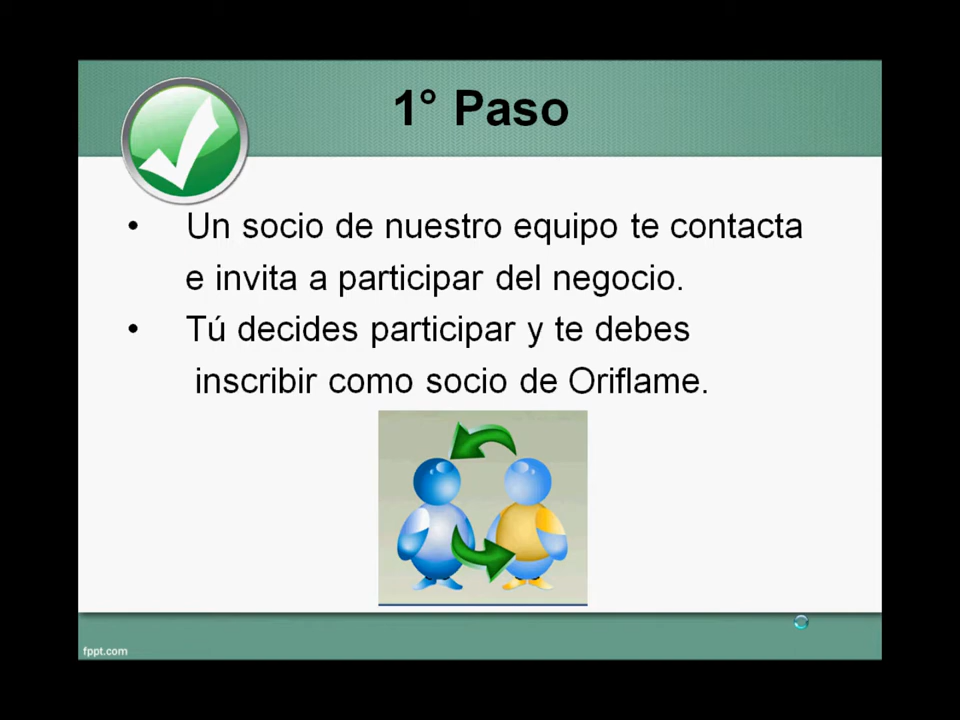 1° Paso
• Un socio de nuestro equipo te contacta
e invita a participar del negocio.
• Tú decides participar y te debes
inscribir como socio de Oriflame.
fppt.com